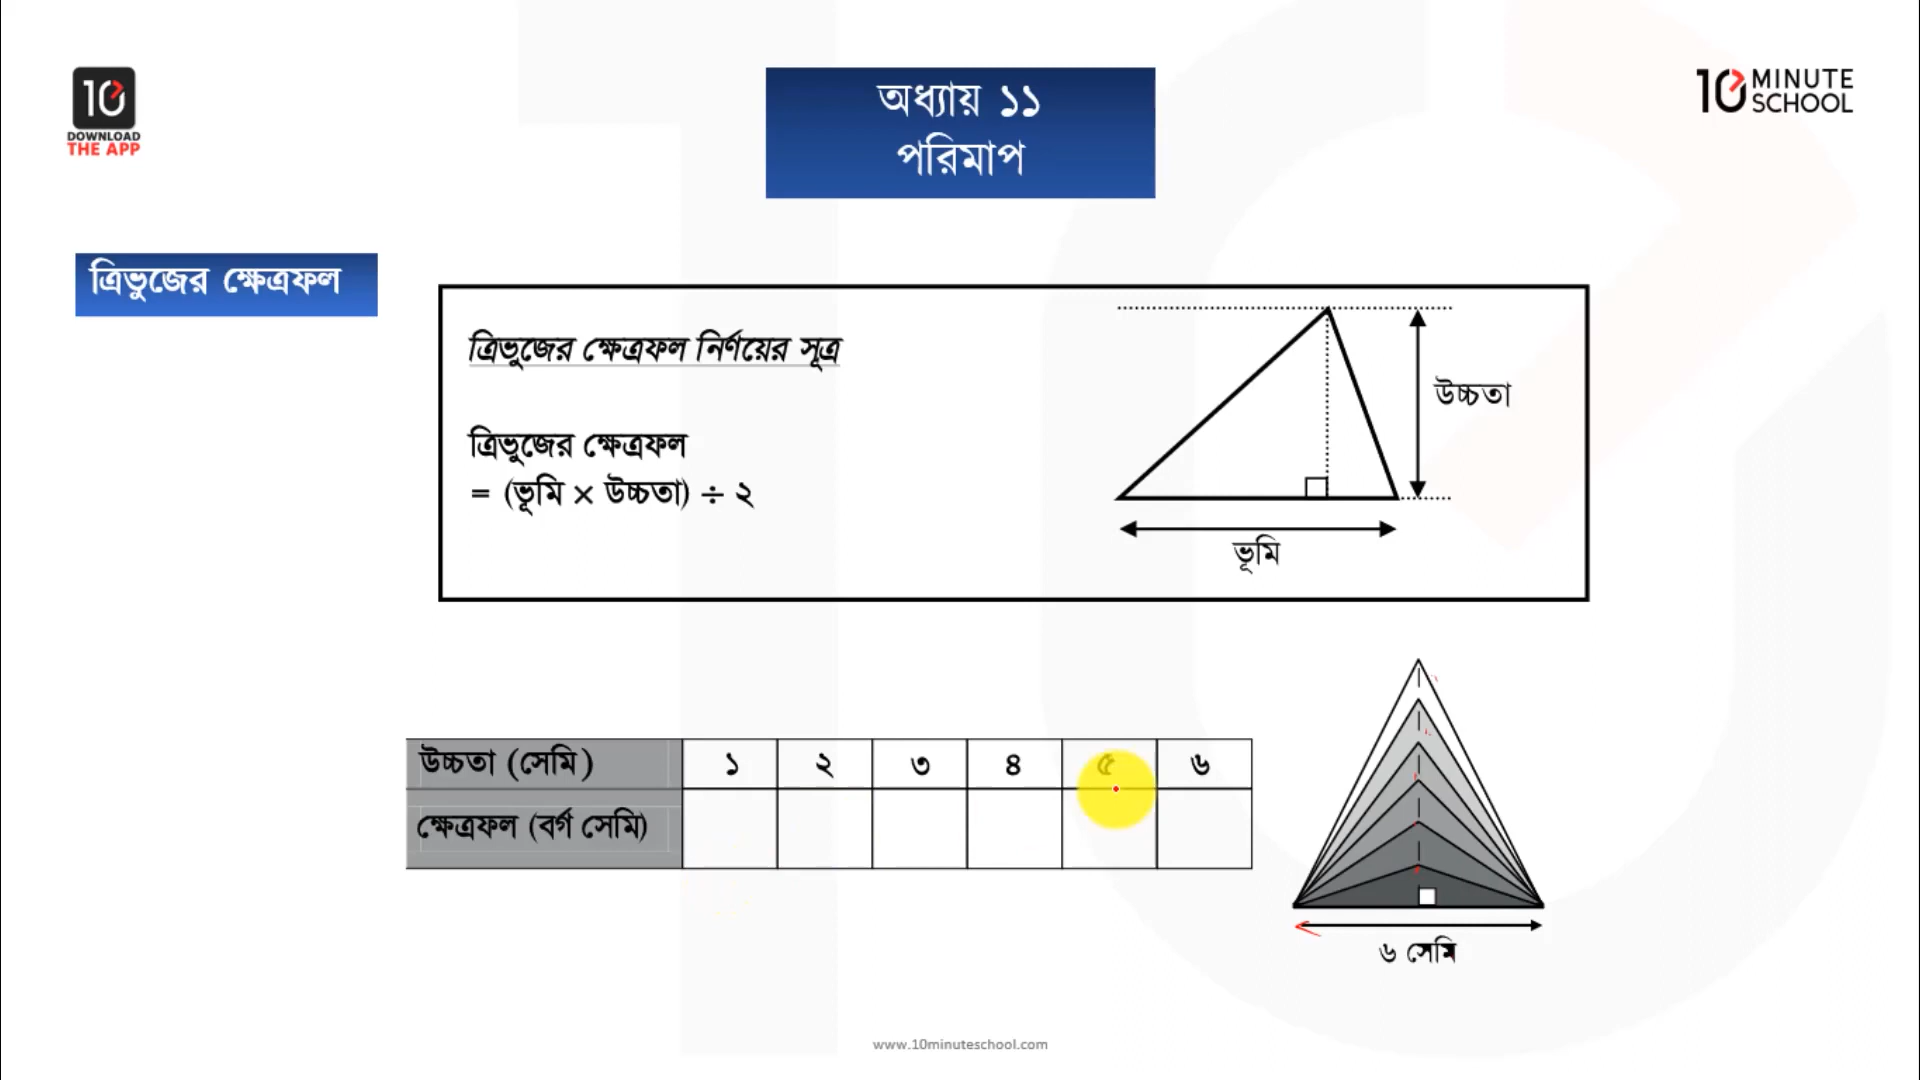 10
DOWNLOAD
THE APP
অধ্যায় ১১
পরিমাপ
10 MINUTE
SCHOOL
ত্রিভুজের ক্ষেত্রফল
ত্রিভুজের ক্ষেত্রফল নির্ণয়ের সূত্র
ত্রিভুজের ক্ষেত্রফল
= (ভূমি × উচ্চতা) ÷ ২
উচ্চতা
ভূমি
উচ্চতা (সেমি) ১ ২ ৩ ৪ ৫ ৬
ক্ষেত্রফল (বর্গ সেমি)
৬ সেমি
www.10minuteschool.com